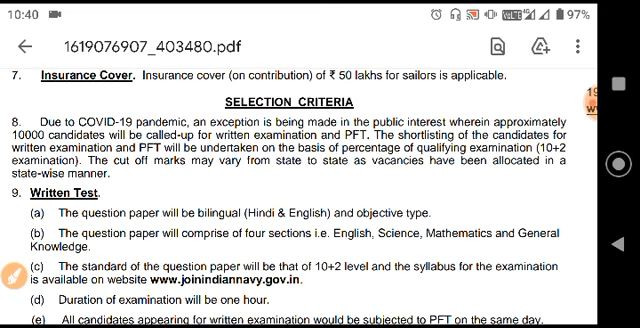 10:40
VoLTE 4G 97%
1619076907_403480.pdf
7. Insurance Cover. Insurance cover (on contribution) of ₹ 50 lakhs for sailors is applicable.
SELECTION CRITERIA
8. Due to COVID-19 pandemic, an exception is being made in the public interest wherein approximately
10000 candidates will be called-up for written examination and PFT. The shortlisting of the candidates for
written examination and PFT will be undertaken on the basis of percentage of qualifying examination (10+2
examination). The cut off marks may vary from state to state as vacancies have been allocated in a
state-wise manner.
9. Written Test.
(a) The question paper will be bilingual (Hindi & English) and objective type.
(b) The question paper will comprise of four sections i.e. English, Science, Mathematics and General
Knowledge.
(c) The standard of the question paper will be that of 10+2 level and the syllabus for the examination
is available on website www.joinindiannavy.gov.in.
(d) Duration of examination will be one hour.
(e) All candidates appearing for written examination would be subjected to PFT on the same day.